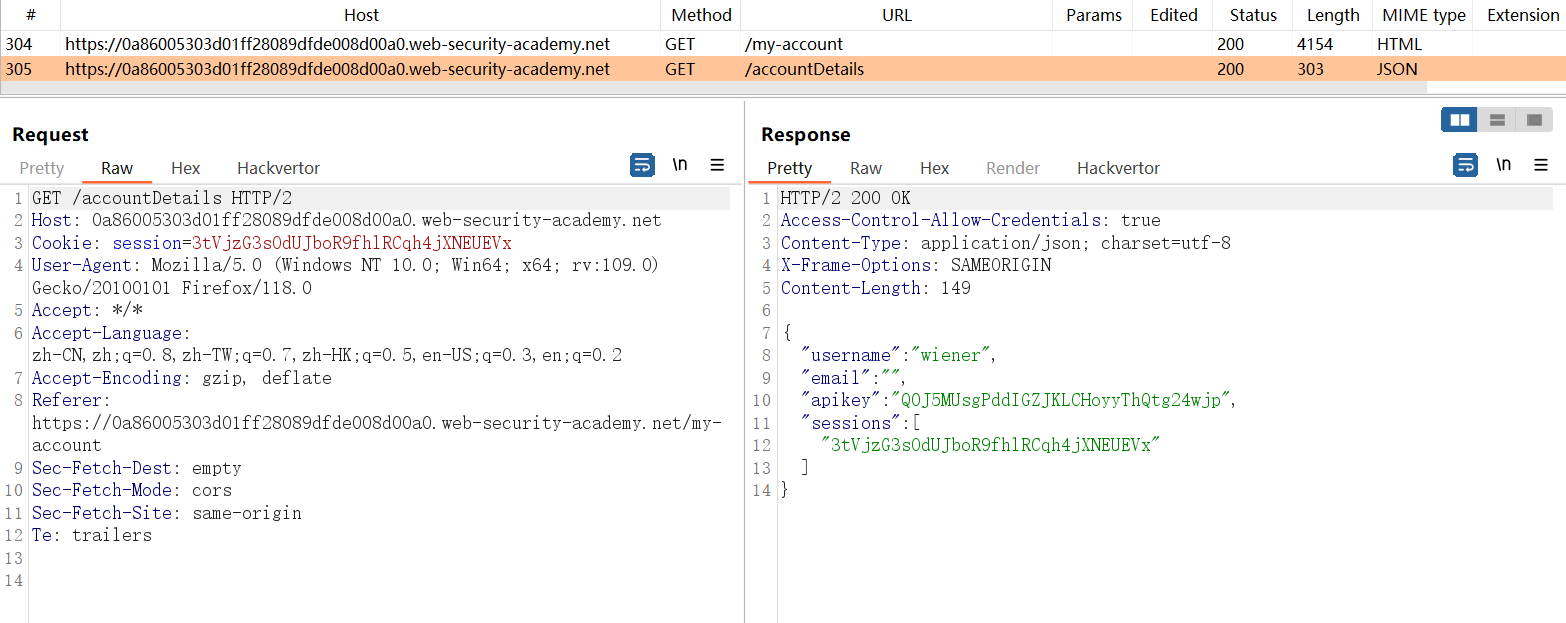 # Host Method URL Params Edited Status Length MIME type Extension
304 https://0a86005303d01ff28089dfde008d00a0.web-security-academy.net GET /my-account 200 4154 HTML
305 https://0a86005303d01ff28089dfde008d00a0.web-security-academy.net GET /accountDetails 200 303 JSON
Request
Pretty Raw Hex Hackvertor \n
1 GET /accountDetails HTTP/2
2 Host: 0a86005303d01ff28089dfde008d00a0.web-security-academy.net
3 Cookie: session=3tVjzG3sOdUJboR9fhlRCqh4jXNEUEVx
4 User-Agent: Mozilla/5.0 (Windows NT 10.0; Win64; x64; rv:109.0)
Gecko/20100101 Firefox/118.0
5 Accept: */*
6 Accept-Language:
zh-CN,zh;q=0.8,zh-TW;q=0.7,zh-HK;q=0.5,en-US;q=0.3,en;q=0.2
7 Accept-Encoding: gzip, deflate
8 Referer:
https://0a86005303d01ff28089dfde008d00a0.web-security-academy.net/my-
account
9 Sec-Fetch-Dest: empty
10 Sec-Fetch-Mode: cors
11 Sec-Fetch-Site: same-origin
12 Te: trailers
13
14
Response
Pretty Raw Hex Render Hackvertor \n
1 HTTP/2 200 OK
2 Access-Control-Allow-Credentials: true
3 Content-Type: application/json; charset=utf-8
4 X-Frame-Options: SAMEORIGIN
5 Content-Length: 149
6
7 {
8 "username":"wiener",
9 "email":"",
10 "apikey":"QOJ5MUsgPddIGZJKLCHoyyThQtg24wjp",
11 "sessions":[
12 "3tVjzG3sOdUJboR9fhlRCqh4jXNEUEVx"
13 ]
14 }